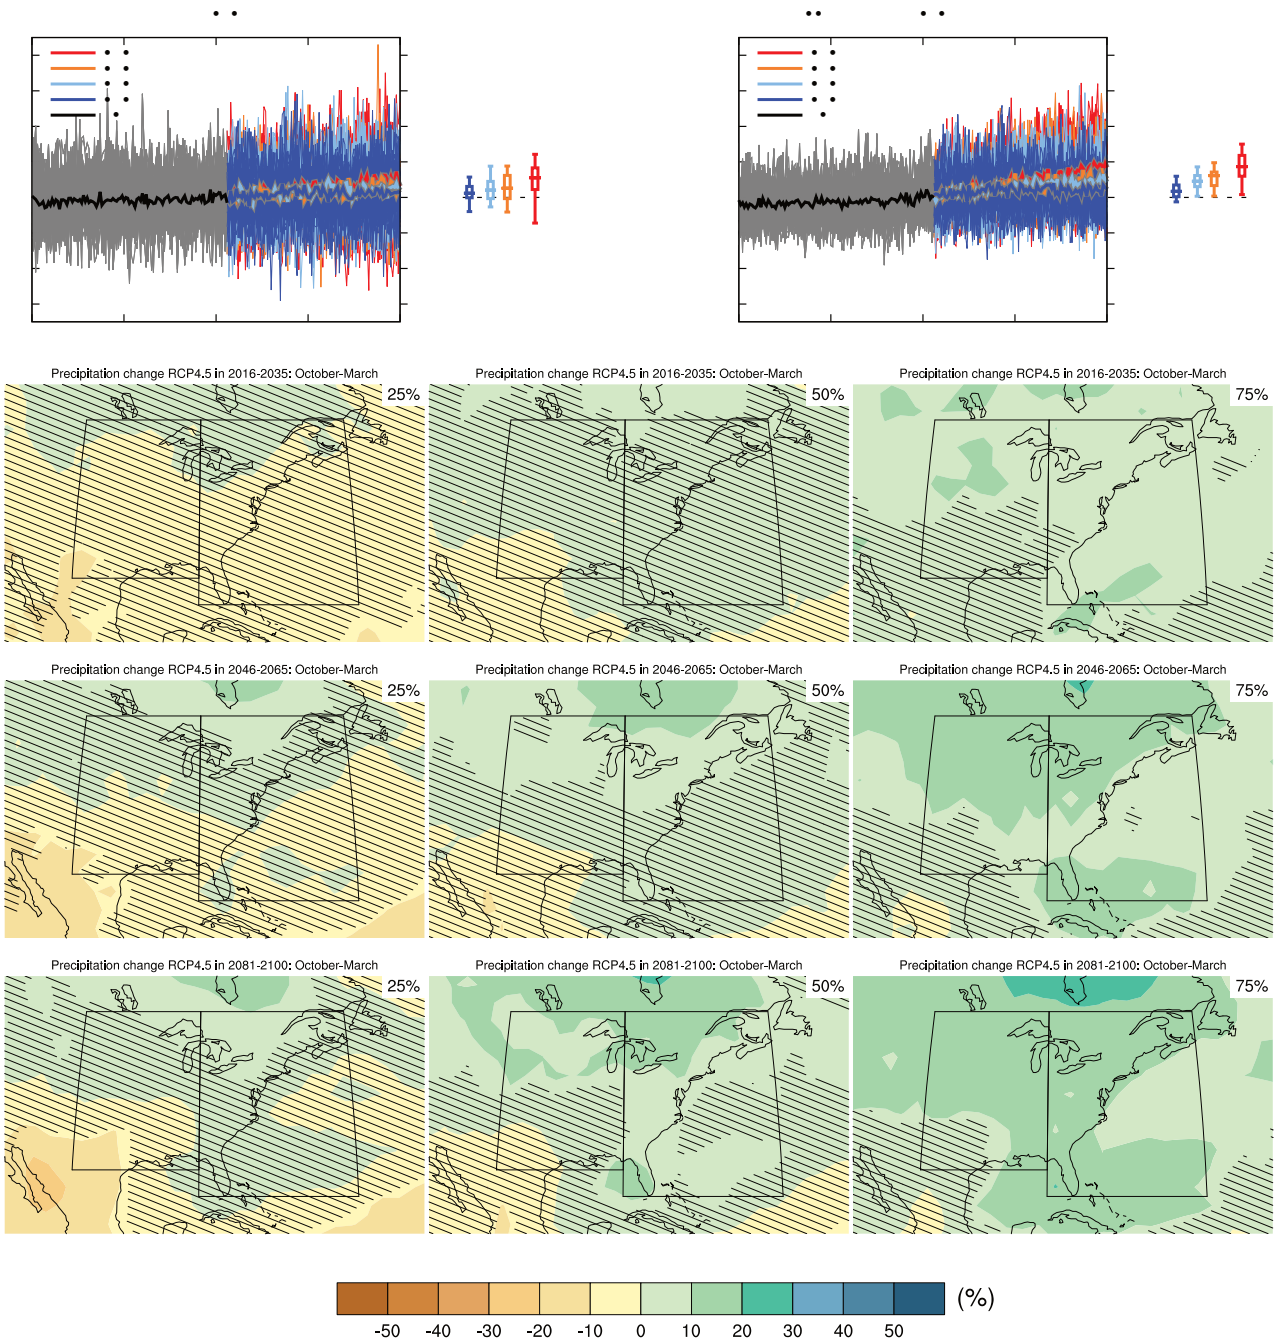 Precipitation change RCP4.5 in 2016-2035: October-March
25%
Precipitation change RCP4.5 in 2016-2035: October-March
50%
Precipitation change RCP4.5 in 2016-2035: October-March
75%
Precipitation change RCP4.5 in 2046-2065: October-March
25%
Precipitation change RCP4.5 in 2046-2065: October-March
50%
Precipitation change RCP4.5 in 2046-2065: October-March
75%
Precipitation change RCP4.5 in 2081-2100: October-March
25%
Precipitation change RCP4.5 in 2081-2100: October-March
50%
Precipitation change RCP4.5 in 2081-2100: October-March
75%
(%)
-50 -40 -30 -20 -10 0 10 20 30 40 50